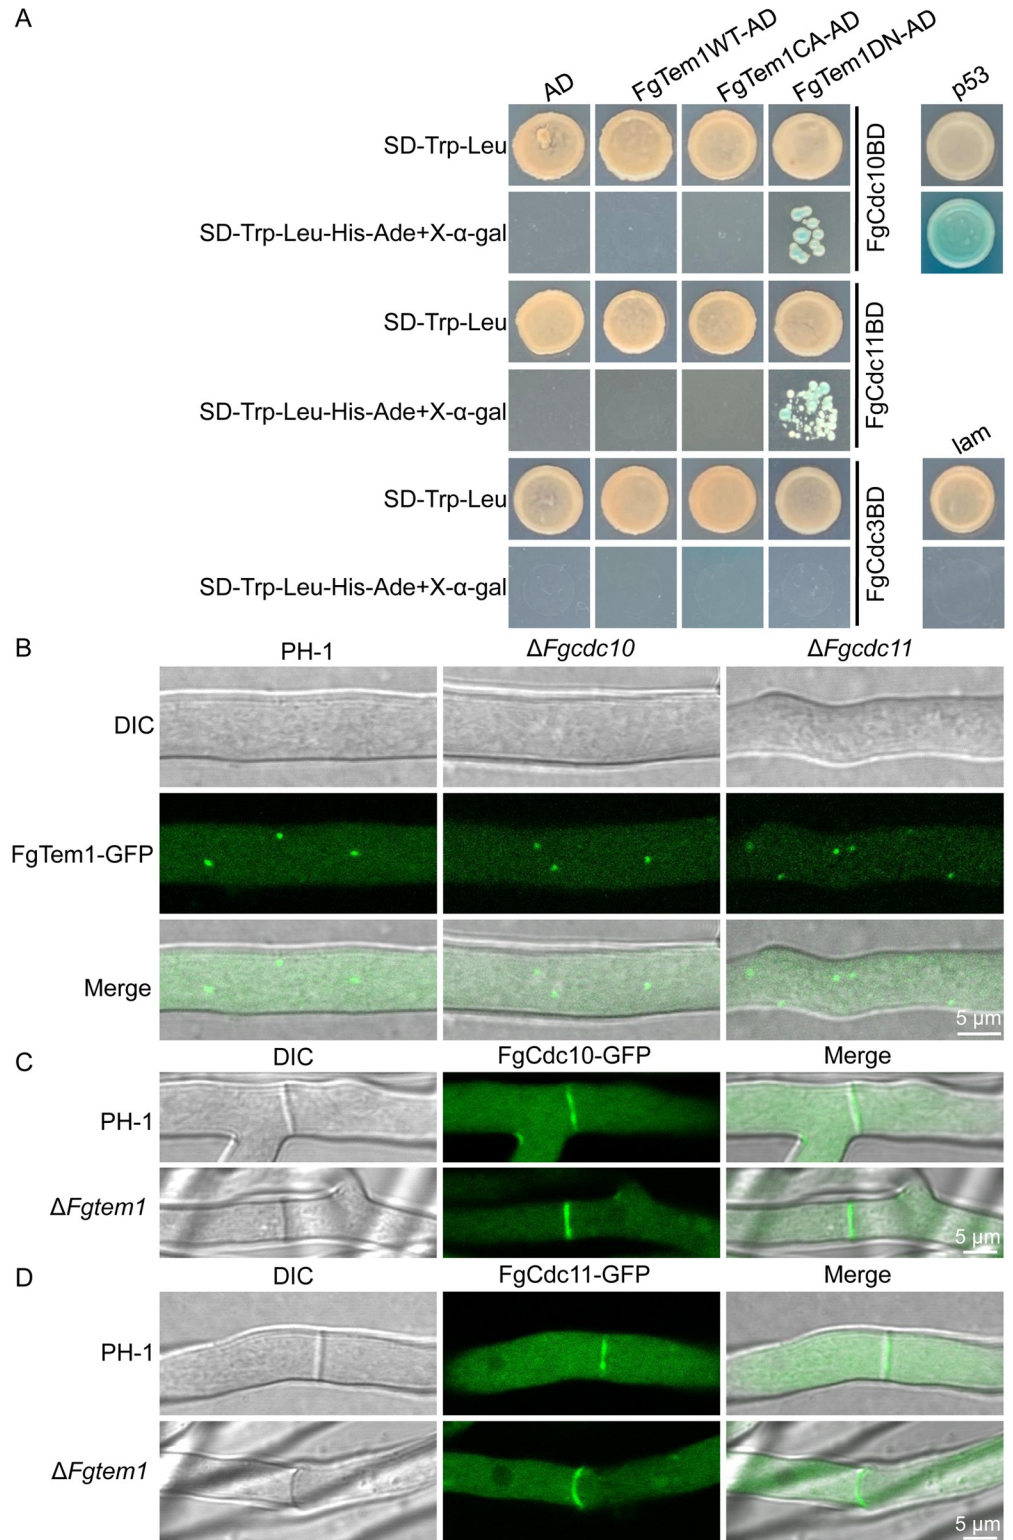 A
AD
FgTem1WT-AD
FgTem1CA-AD
FgTem1DN-AD
p53
SD-Trp-Leu
SD-Trp-Leu-His-Ade+X-α-gal
FgCdc10BD
SD-Trp-Leu
SD-Trp-Leu-His-Ade+X-α-gal
FgCdc11BD
lam
SD-Trp-Leu
SD-Trp-Leu-His-Ade+X-α-gal
FgCdc3BD
B
PH-1
ΔFgcdc10
ΔFgcdc11
DIC
FgTem1-GFP
Merge
5 μm
C
DIC
FgCdc10-GFP
Merge
PH-1
ΔFgtem1
5 μm
D
DIC
FgCdc11-GFP
Merge
PH-1
ΔFgtem1
5 μm